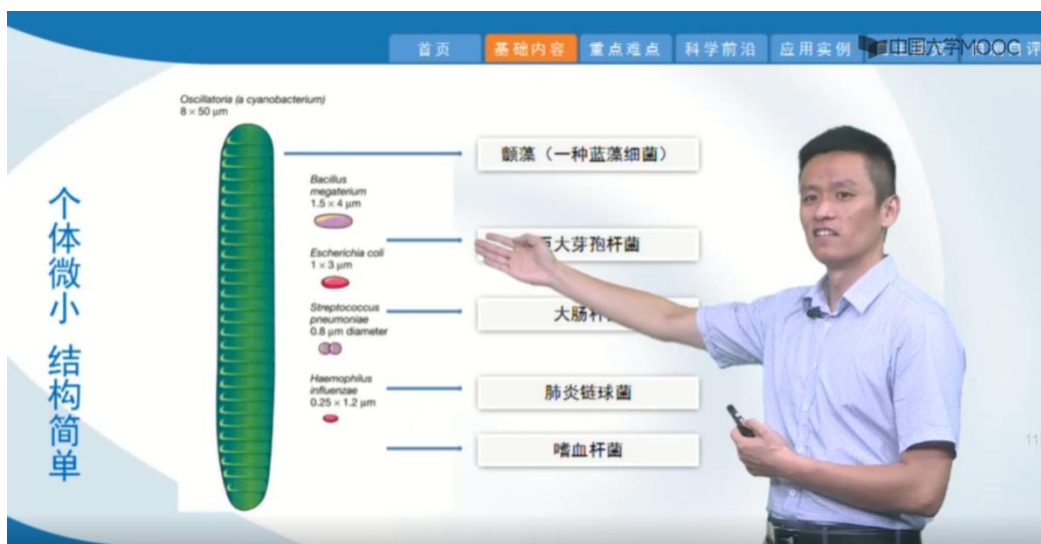 首页
基础内容
重点难点
科学前沿
应用实例
中国大学MOOC
自评
Oscillatoria (a cyanobacterium)
8 × 50 μm
颤藻（一种蓝藻细菌）
个体微小 结构简单
Bacillus
megaterium
1.5 × 4 μm
大芽孢杆菌
Escherichia coli
1 × 3 μm
大肠杆
Streptococcus
pneumoniae
0.8 μm diameter
肺炎链球菌
Haemophilus
influenzae
0.25 × 1.2 μm
嗜血杆菌
11